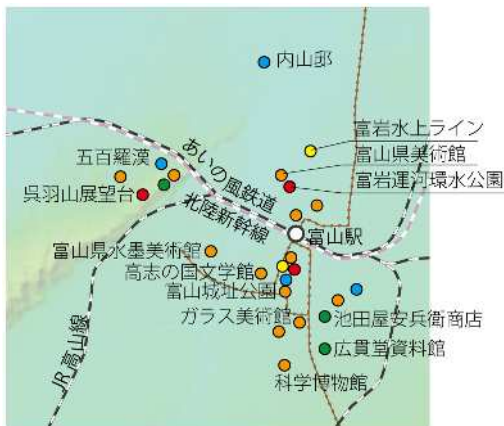 内山邸
富岩水上ライン
富山県美術館
富岩運河環水公園
五百羅漢
呉羽山展望台
あいの風鉄道
北陸新幹線
富山駅
富山県水墨美術館
高志の国文学館
富山城址公園
ガラス美術館
池田屋安兵衛商店
広貫堂資料館
科学博物館
JR高山線